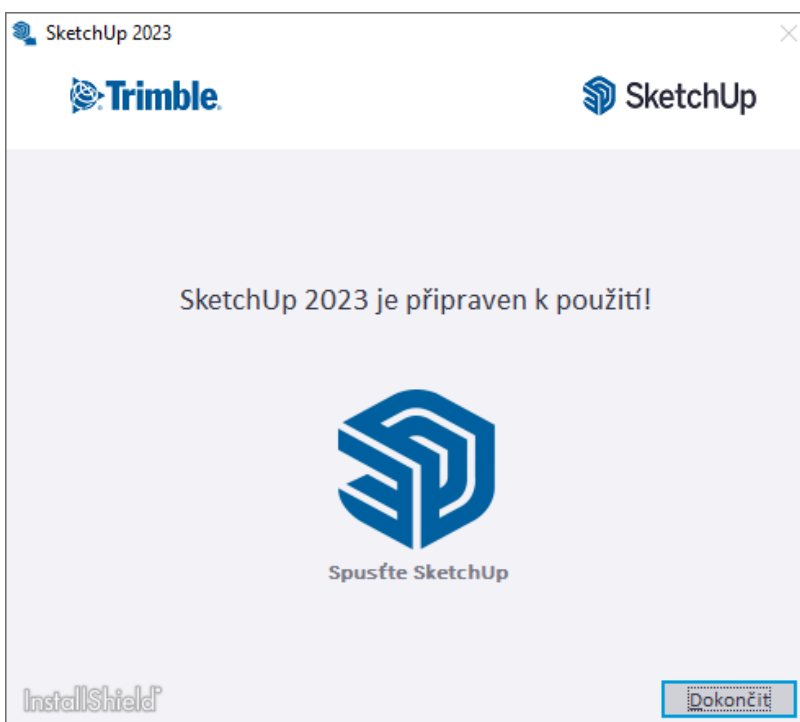 SketchUp 2023
Trimble.
SketchUp
SketchUp 2023 je připraven k použití!
Spusťte SketchUp
InstallShield
Dokončit